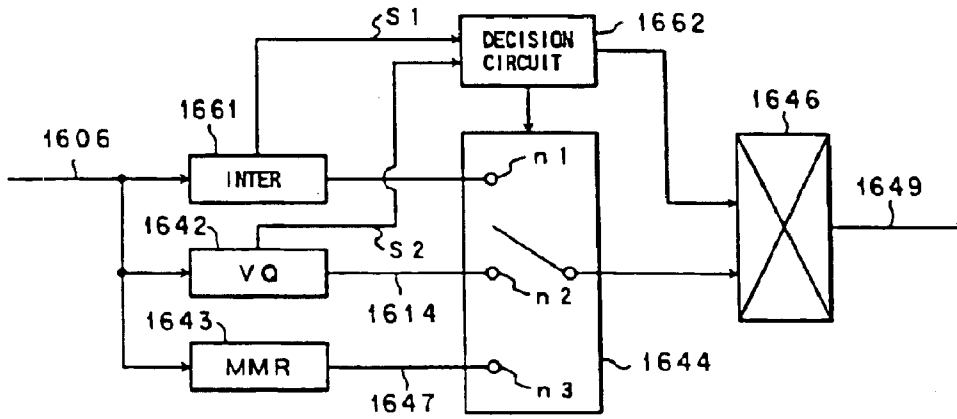 S1
DECISION
CIRCUIT
1662
1661
1646
1606
INTER
n1
1649
1642
S2
VQ
1614
n2
1643
MMR
1647
n3
1644